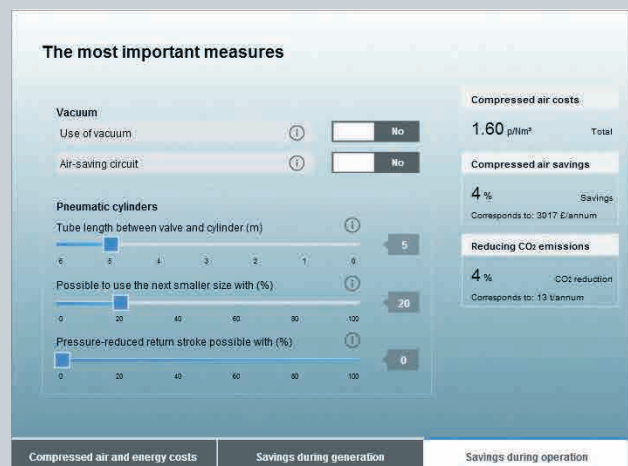 The most important measures
Vacuum
Use of vacuum
No
Air-saving circuit
No
Pneumatic cylinders
Tube length between valve and cylinder (m)
5
6 5 4 3 2 1 0
Possible to use the next smaller size with (%)
20
0 20 40 60 80 100
Pressure-reduced return stroke possible with (%)
0
0 20 40 60 80 100
Compressed air costs
1.60 p/Nm³ Total
Compressed air savings
4 % Savings
Corresponds to: 3017 £/annum
Reducing CO2 emissions
4 % CO2 reduction
Corresponds to: 13 t/annum
Compressed air and energy costs
Savings during generation
Savings during operation